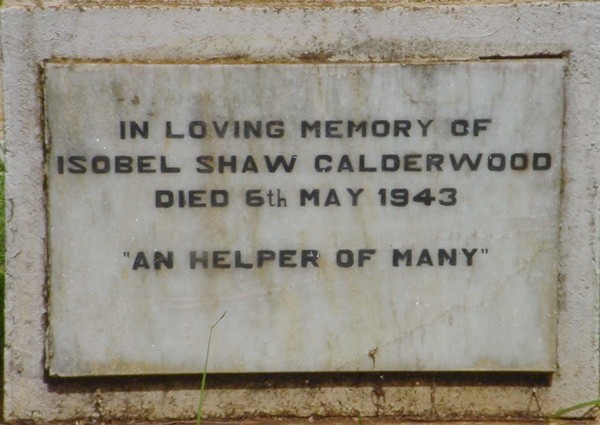 IN LOVING MEMORY OF
ISOBEL SHAW CALDERWOOD
DIED 6th MAY 1943
"AN HELPER OF MANY"